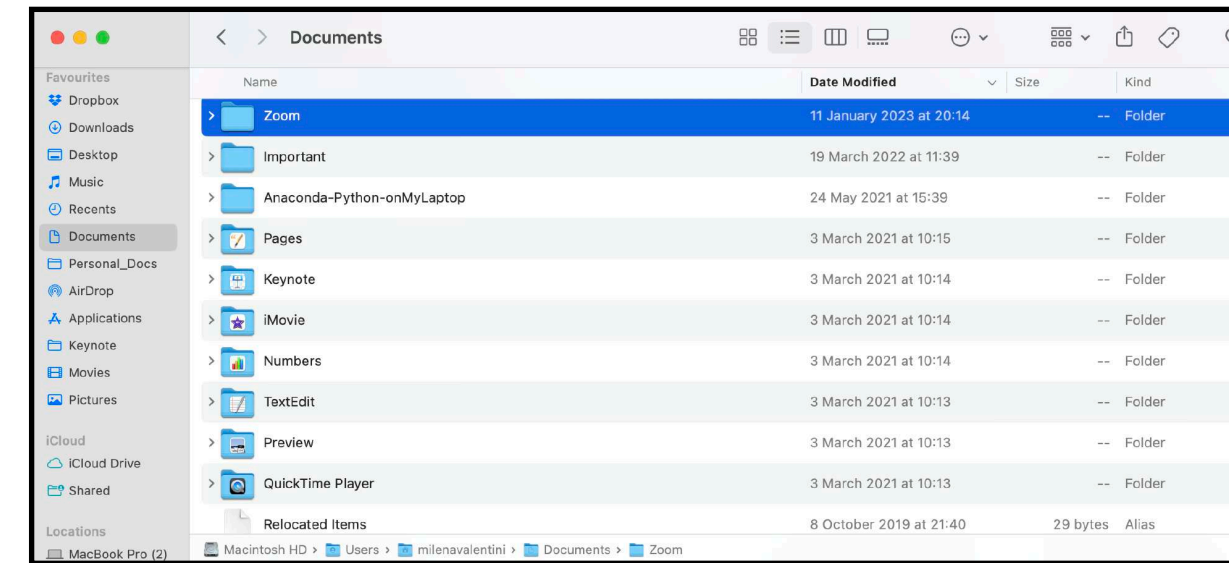 Documents
Favourites
Dropbox
Downloads
Desktop
Music
Recents
Documents
Personal_Docs
AirDrop
Applications
Keynote
Movies
Pictures
iCloud
iCloud Drive
Shared
Locations
MacBook Pro (2)
Name Date Modified Size Kind
Zoom 11 January 2023 at 20:14 -- Folder
Important 19 March 2022 at 11:39 -- Folder
Anaconda-Python-onMyLaptop 24 May 2021 at 15:39 -- Folder
Pages 3 March 2021 at 10:15 -- Folder
Keynote 3 March 2021 at 10:14 -- Folder
iMovie 3 March 2021 at 10:14 -- Folder
Numbers 3 March 2021 at 10:14 -- Folder
TextEdit 3 March 2021 at 10:13 -- Folder
Preview 3 March 2021 at 10:13 -- Folder
QuickTime Player 3 March 2021 at 10:13 -- Folder
Relocated Items 8 October 2019 at 21:40 29 bytes Alias
Macintosh HD › Users › milenavalentini › Documents › Zoom